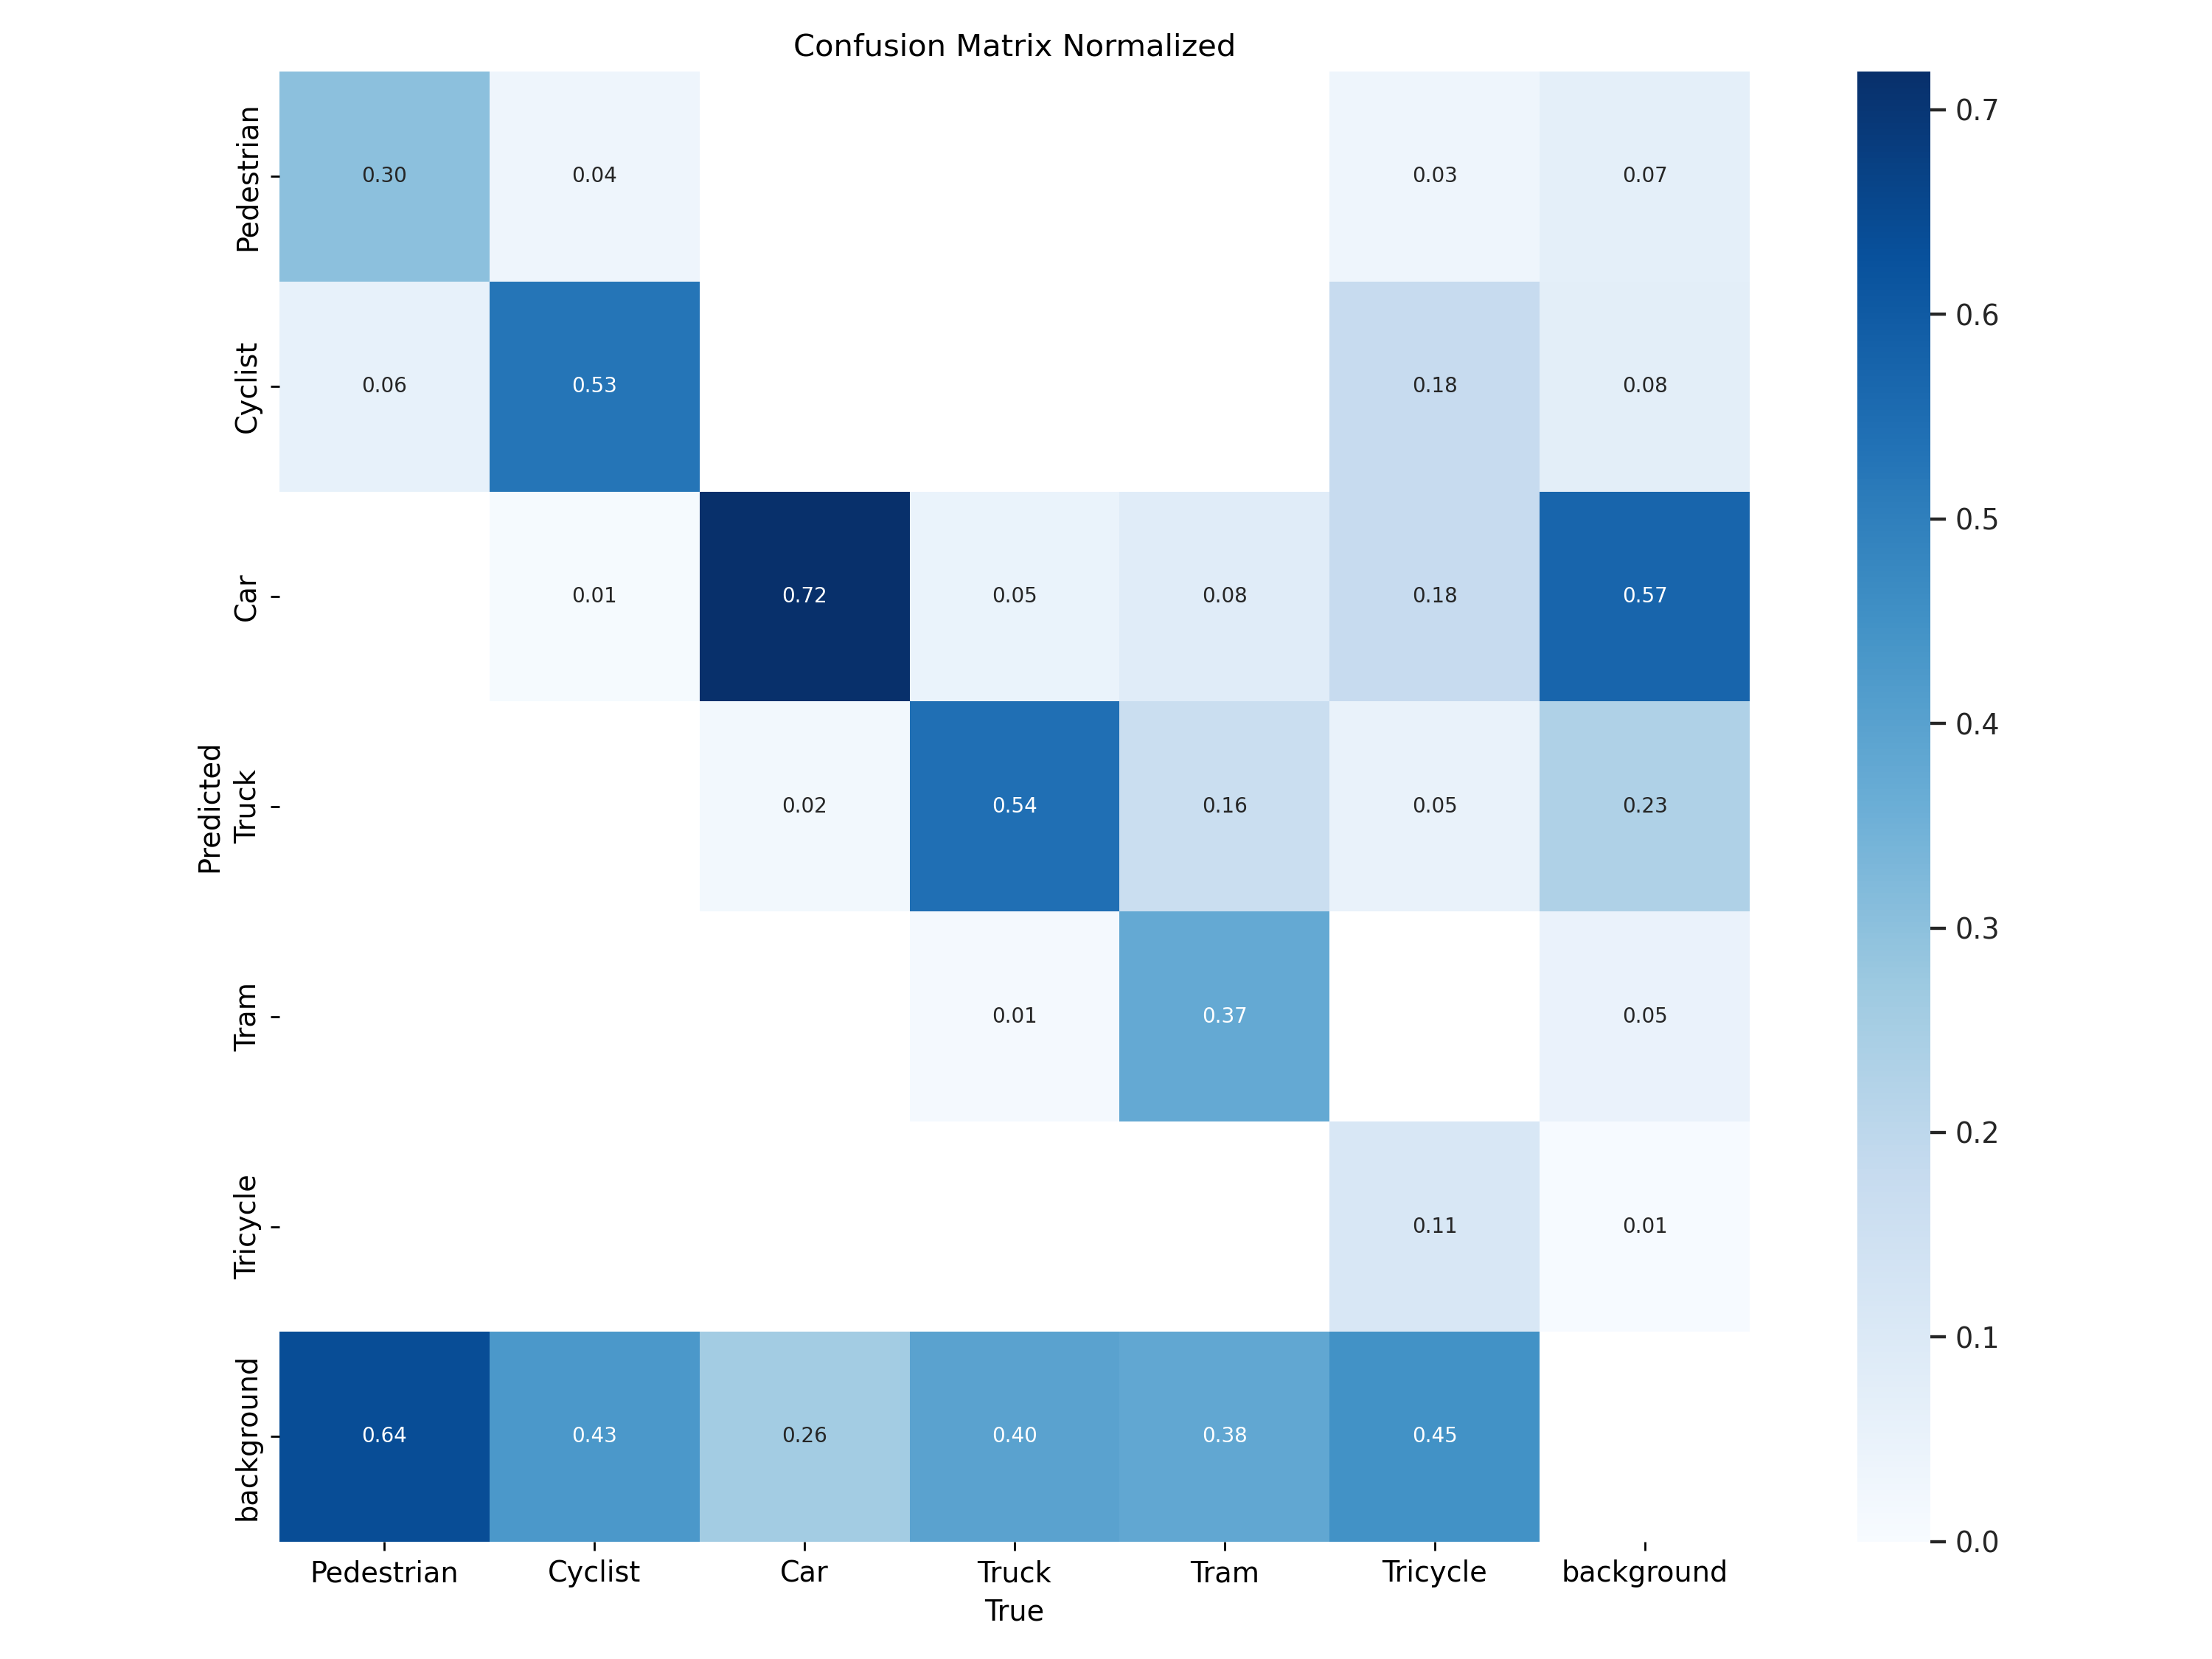 Confusion Matrix Normalized
Pedestrian 0.30 0.04 0.03 0.07
Cyclist 0.06 0.53 0.18 0.08
Car 0.01 0.72 0.05 0.08 0.18 0.57
Predicted
Truck 0.02 0.54 0.16 0.05 0.23
Tram 0.01 0.37 0.05
Tricycle 0.11 0.01
background 0.64 0.43 0.26 0.40 0.38 0.45
Pedestrian Cyclist Car Truck Tram Tricycle background
True
0.7
0.6
0.5
0.4
0.3
0.2
0.1
0.0